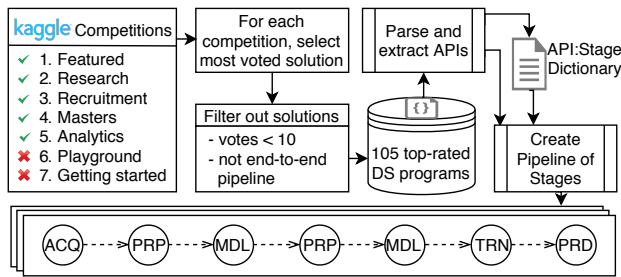 kaggle Competitions
1. Featured
2. Research
3. Recruitment
4. Masters
5. Analytics
6. Playground
7. Getting started
For each
competition, select
most voted solution
Filter out solutions
- votes < 10
- not end-to-end
pipeline
Parse and
extract APIs
{}
105 top-rated
DS programs
API:Stage
Dictionary
Create
Pipeline of
Stages
ACQ PRP MDL PRP MDL TRN PRD